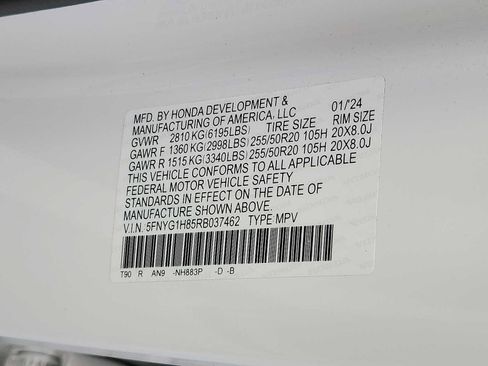 MFD. BY HONDA DEVELOPMENT & 01/'24
MANUFACTURING OF AMERICA, LLC
GVWR 2810 KG(6195LBS) TIRE SIZE RIM SIZE
GAWR F 1360 KG(2998LBS) 255/50R20 105H 20X8.0J
GAWR R 1515 KG(3340LBS) 255/50R20 105H 20X8.0J
THIS VEHICLE CONFORMS TO ALL APPLICABLE
FEDERAL MOTOR VEHICLE SAFETY
STANDARDS IN EFFECT ON THE DATE OF
MANUFACTURE SHOWN ABOVE.
V.I.N. 5FNYG1H85RB037462 TYPE MPV
T90 R AN9 -NH883P -D -B